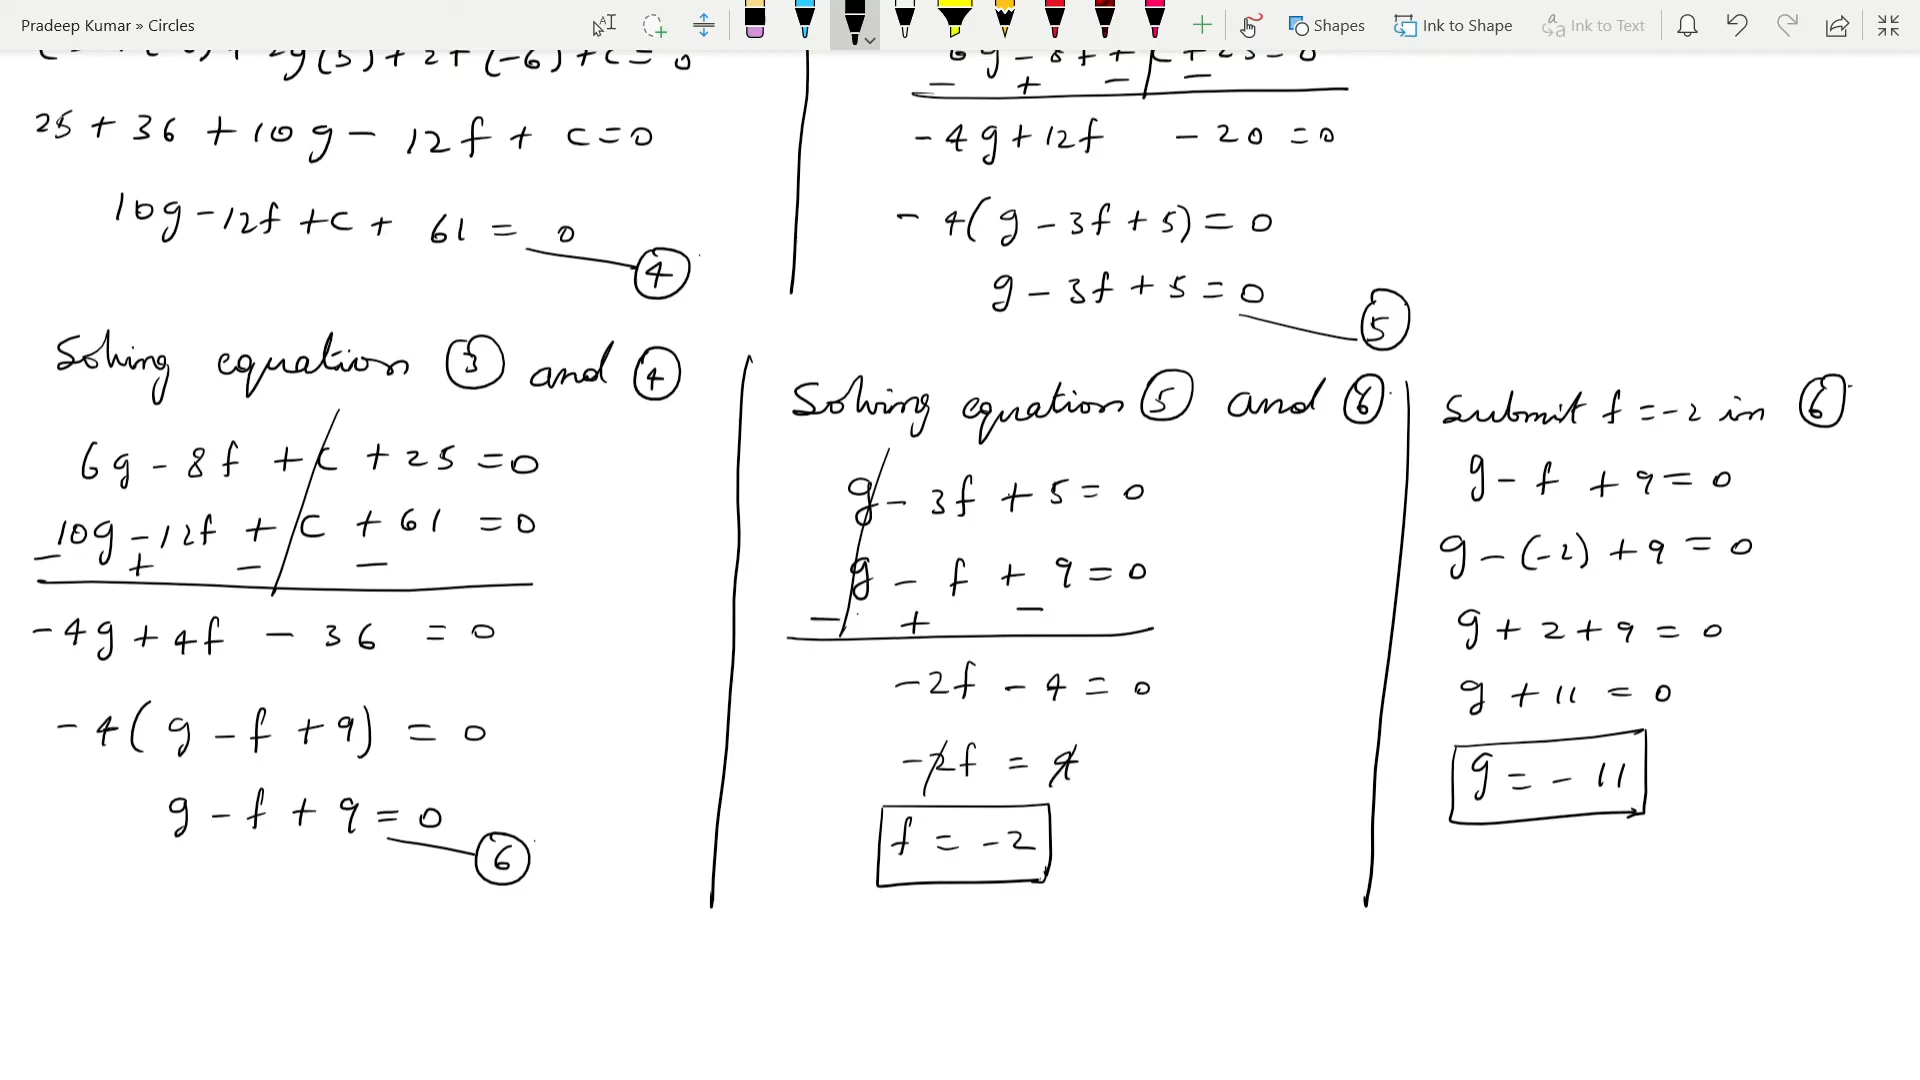 Pradeep Kumar » Circles
Shapes
Ink to Shape
Ink to Text
25 + 36 + 10g - 12f + c = 0
10g - 12f + c + 61 = 0
4
- + - -
-4g + 12f - 20 = 0
-4(g - 3f + 5) = 0
g - 3f + 5 = 0
5
Solving equation 3 and 4
6g - 8f + c + 25 = 0
10g - 12f + c + 61 = 0
- + - -
-4g + 4f - 36 = 0
-4(g - f + 9) = 0
g - f + 9 = 0
6
Solving equation 5 and 6
g - 3f + 5 = 0
g - f + 9 = 0
- + -
-2f - 4 = 0
-2f = 4
f = -2
Submit f = -2 in 6
g - f + 9 = 0
g - (-2) + 9 = 0
g + 2 + 9 = 0
g + 11 = 0
g = -11